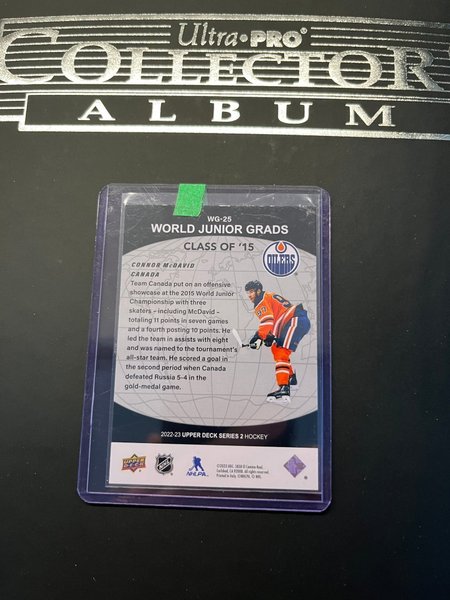 Ultra•PRO®
COLLECTOR
ALBUM
WG-25
WORLD JUNIOR GRADS
CLASS OF '15
OILERS
CONNOR McDAVID
CANADA
Team Canada put on an offensive
showcase at the 2015 World Junior
Championship with three
skaters – including McDavid –
totaling 11 points in seven games
and a fourth posting 10 points. He
led the team in assists with eight
and was named to the tournament's
all-star team. He scored a goal in
the second period when Canada
defeated Russia 5-4 in the
gold-medal game.
2022-23 UPPER DECK SERIES 2 HOCKEY
UPPER DECK
NHL
NHLPA